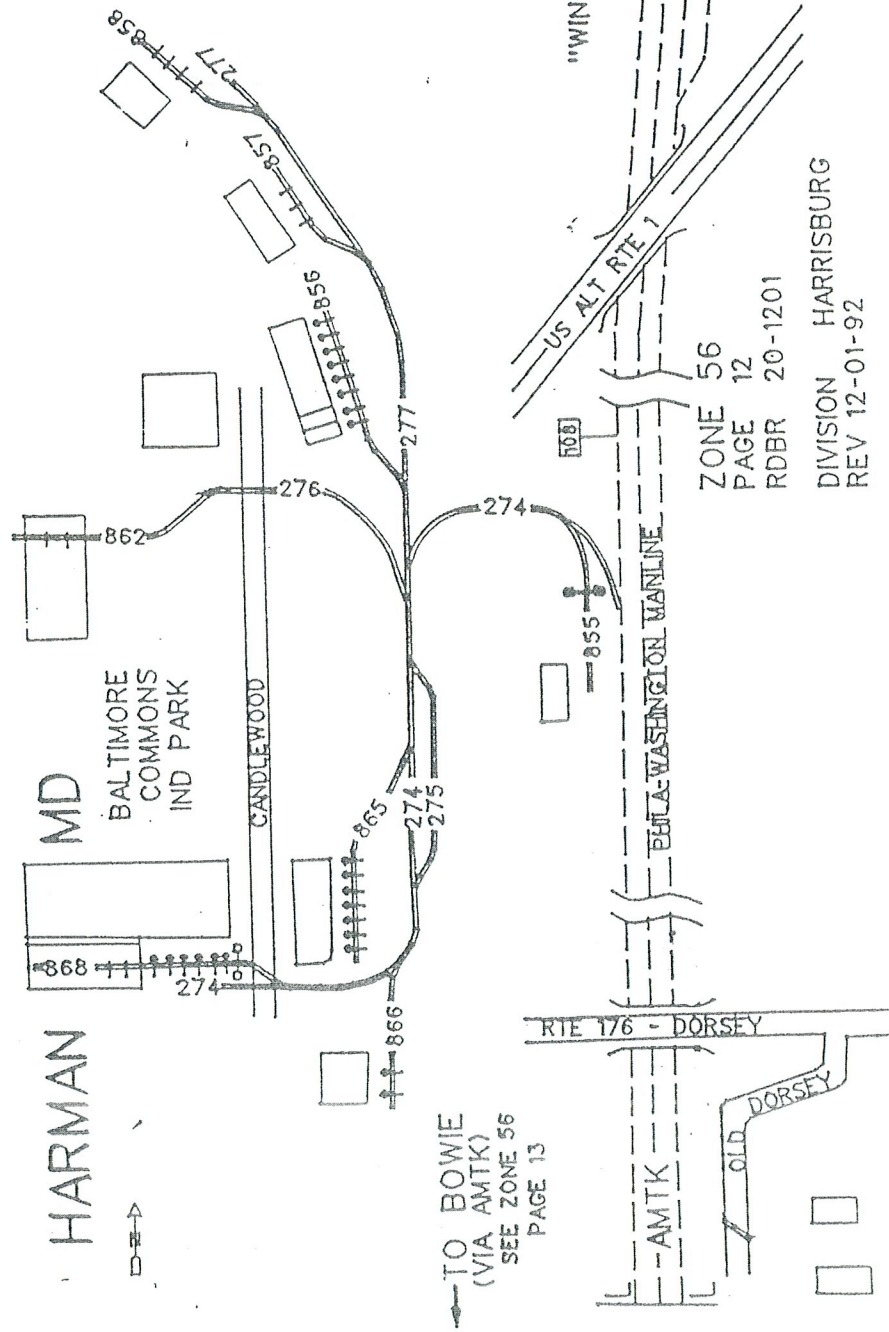 HARMAN MD
BALTIMORE
COMMONS
IND PARK
N
868
274
CANDLEWOOD
862
276
858
277
857
856
277
865
274
275
866
274
855
108
TO BOWIE
(VIA AMTK)
SEE ZONE 56
PAGE 13
RTE 176 - DORSEY
AMTK
OLD DORSEY
PHILA-WASHINGTON MAINLINE
US ALT RTE 1
"WIN
ZONE 56
PAGE 12
RDBR 20-1201
DIVISION HARRISBURG
REV 12-01-92